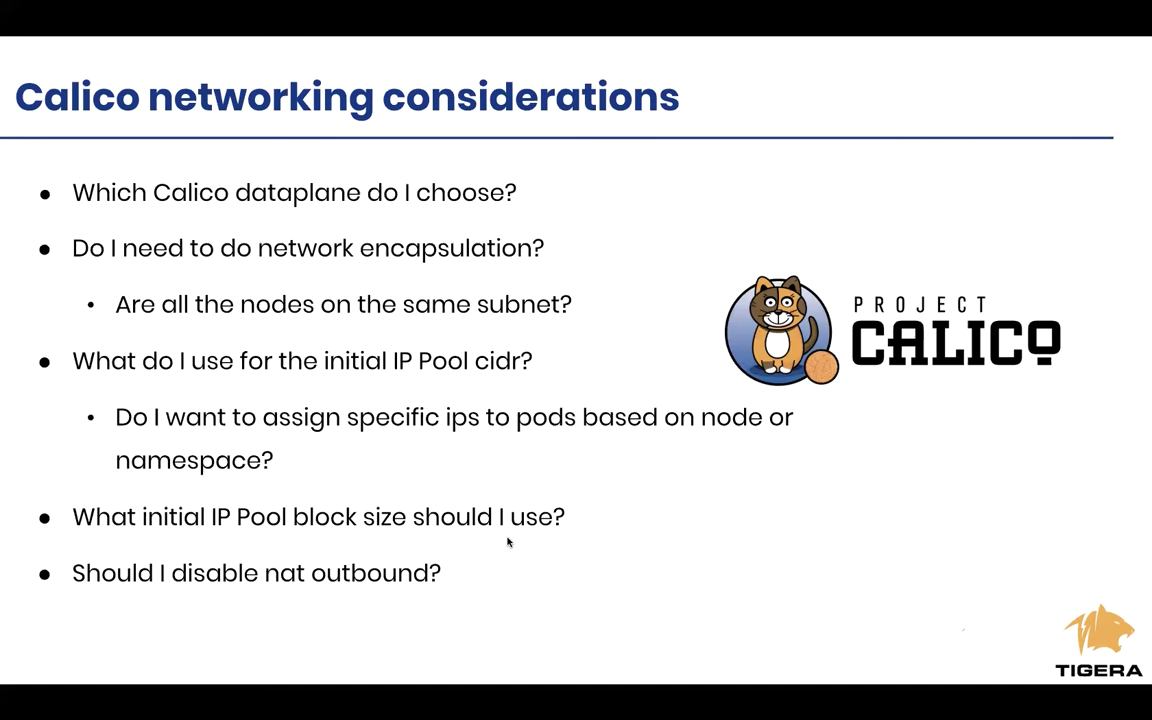 Calico networking considerations
● Which Calico dataplane do I choose?
● Do I need to do network encapsulation?
• Are all the nodes on the same subnet?
● What do I use for the initial IP Pool cidr?
• Do I want to assign specific ips to pods based on node or
namespace?
● What initial IP Pool block size should I use?
● Should I disable nat outbound?
PROJECT
CALICO
TIGERA